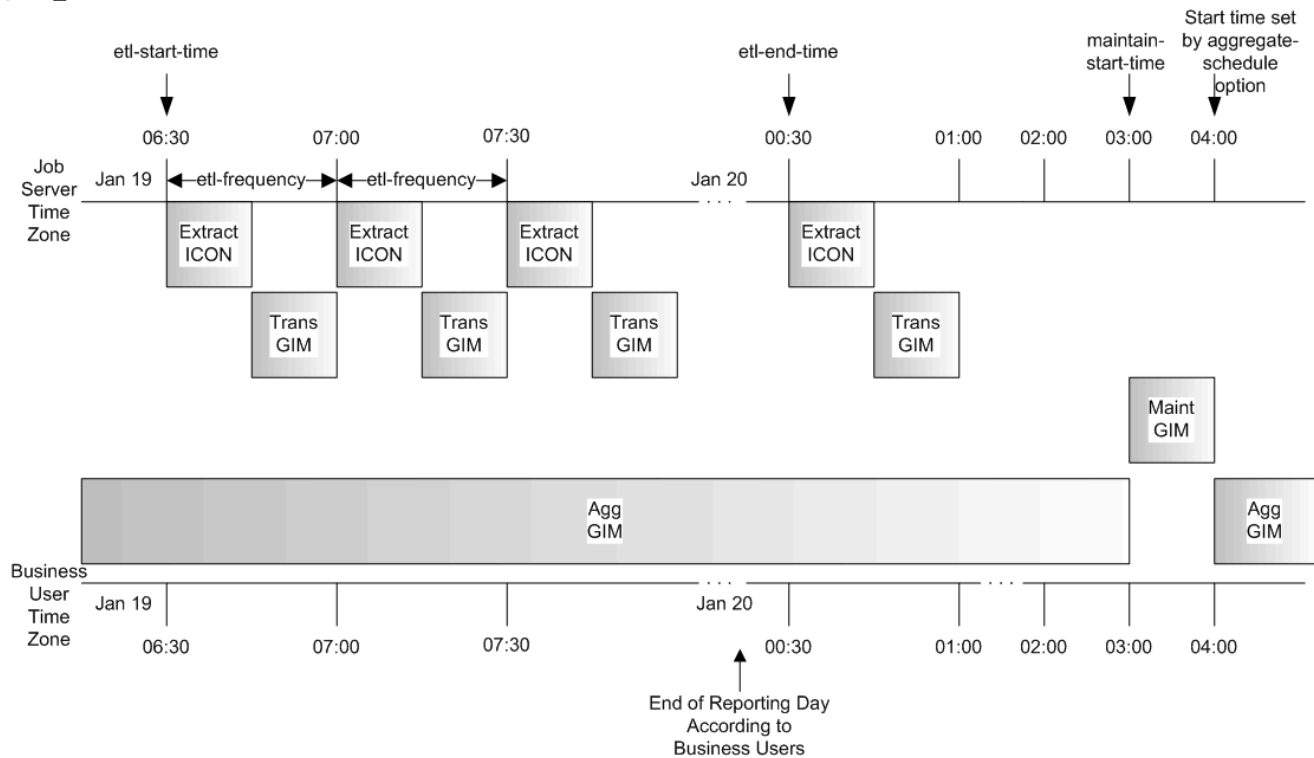 etl-start-time
etl-end-time
maintain-
start-time
Start time set
by aggregate-
schedule
option
06:30
07:00
07:30
00:30
01:00
02:00
03:00
04:00
Job
Server
Time
Zone
Jan 19
etl-frequency
etl-frequency
Jan 20
. . .
Extract
ICON
Extract
ICON
Extract
ICON
Extract
ICON
Trans
GIM
Trans
GIM
Trans
GIM
Trans
GIM
Maint
GIM
Agg
GIM
Agg
GIM
Business
User
Time
Zone
Jan 19
. . .
Jan 20
. . .
06:30
07:00
07:30
00:30
01:00
02:00
03:00
04:00
End of Reporting Day
According to
Business Users